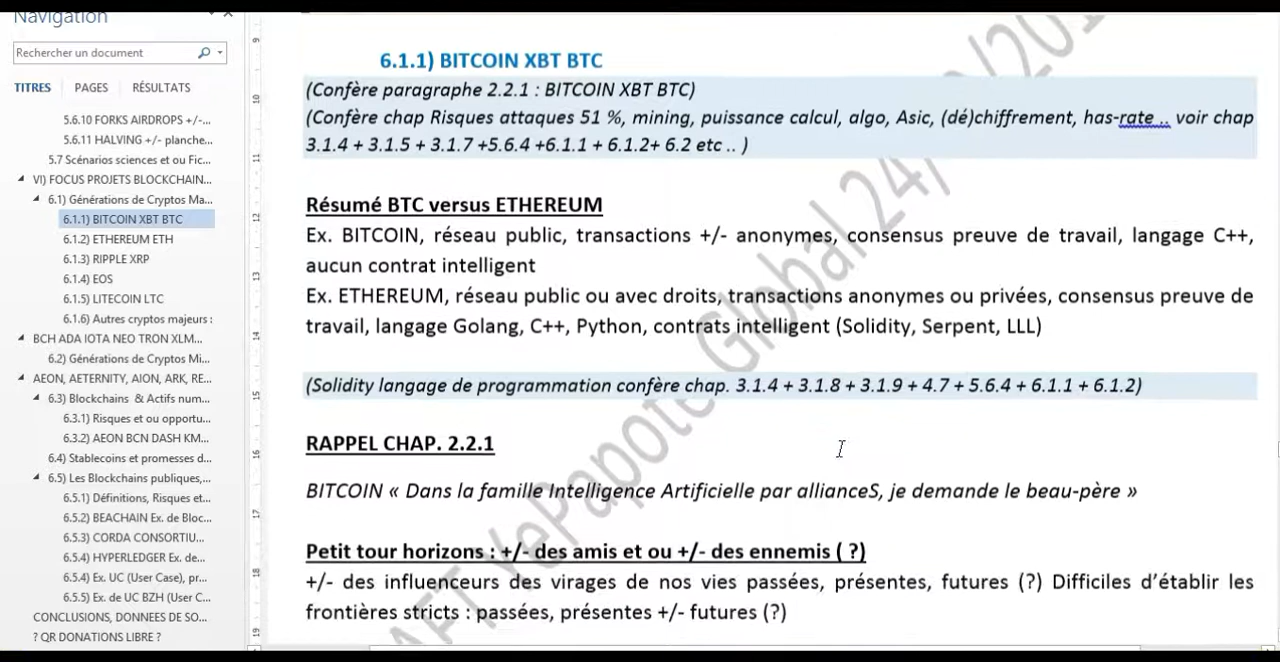 Navigation
Rechercher un document
TITRES PAGES RÉSULTATS
5.6.10 FORKS AIRDROPS +/-...
5.6.11 HALVING +/- planche...
5.7 Scénarios sciences et ou Fic...
VI) FOCUS PROJETS BLOCKCHAIN...
6.1) Générations de Cryptos Ma...
6.1.1) BITCOIN XBT BTC
6.1.2) ETHEREUM ETH
6.1.3) RIPPLE XRP
6.1.4) EOS
6.1.5) LITECOIN LTC
6.1.6) Autres cryptos majeurs :
BCH ADA IOTA NEO TRON XLM...
6.2) Générations de Cryptos Mi...
AEON, AETERNITY, AION, ARK, RE...
6.3) Blockchains & Actifs num...
6.3.1) Risques et ou opportu...
6.3.2) AEON BCN DASH KM...
6.4) Stablecoins et promesses d...
6.5) Les Blockchains publiques,...
6.5.1) Définitions, Risques et...
6.5.2) BEACHAIN Ex. de Bloc...
6.5.3) CORDA CONSORTIU...
6.5.4) HYPERLEDGER Ex. de...
6.5.4) Ex. UC (User Case), pr...
6.5.5) Ex. de UC BZH (User C...
CONCLUSIONS, DONNEES DE SO...
? QR DONATIONS LIBRE ?
9
10
11
12
13
14
15
16
17
18
19
6.1.1) BITCOIN XBT BTC
(Confère paragraphe 2.2.1 : BITCOIN XBT BTC)
(Confère chap Risques attaques 51 %, mining, puissance calcul, algo, Asic, (dé)chiffrement, has-rate .. voir chap
3.1.4 + 3.1.5 + 3.1.7 +5.6.4 +6.1.1 + 6.1.2+ 6.2 etc .. )
Résumé BTC versus ETHEREUM
Ex. BITCOIN, réseau public, transactions +/- anonymes, consensus preuve de travail, langage C++,
aucun contrat intelligent
Ex. ETHEREUM, réseau public ou avec droits, transactions anonymes ou privées, consensus preuve de
travail, langage Golang, C++, Python, contrats intelligent (Solidity, Serpent, LLL)
(Solidity langage de programmation confère chap. 3.1.4 + 3.1.8 + 3.1.9 + 4.7 + 5.6.4 + 6.1.1 + 6.1.2)
RAPPEL CHAP. 2.2.1
BITCOIN « Dans la famille Intelligence Artificielle par allianceS, je demande le beau-père »
Petit tour horizons : +/- des amis et ou +/- des ennemis ( ?)
+/- des influenceurs des virages de nos vies passées, présentes, futures (?) Difficiles d’établir les
frontières stricts : passées, présentes +/- futures (?)
AFT YePapote Global 24/